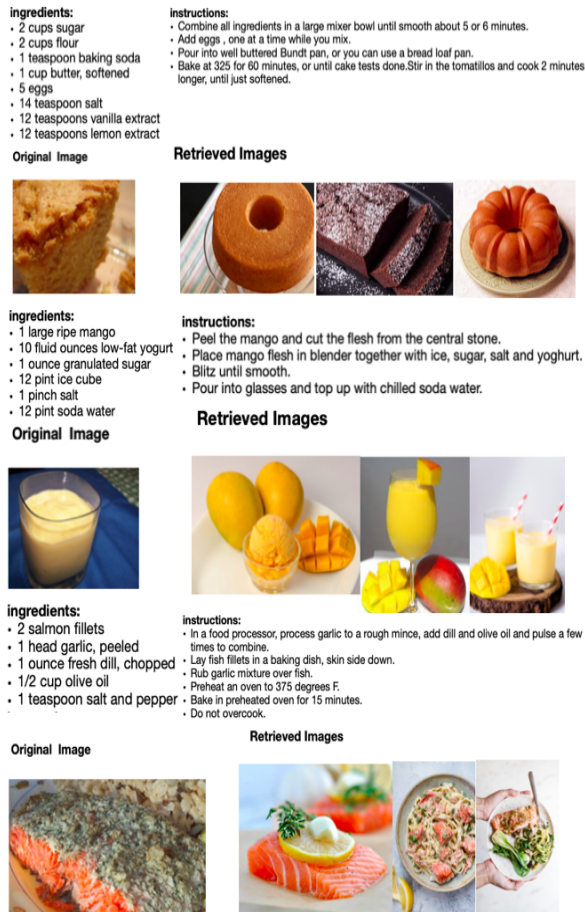 ingredients:
• 2 cups sugar
• 2 cups flour
• 1 teaspoon baking soda
• 1 cup butter, softened
• 5 eggs
• 14 teaspoon salt
• 12 teaspoons vanilla extract
• 12 teaspoons lemon extract
instructions:
• Combine all ingredients in a large mixer bowl until smooth about 5 or 6 minutes.
• Add eggs , one at a time while you mix.
• Pour into well buttered Bundt pan, or you can use a bread loaf pan.
• Bake at 325 for 60 minutes, or until cake tests done.Stir in the tomatillos and cook 2 minutes
longer, until just softened.
Original Image
Retrieved Images
ingredients:
• 1 large ripe mango
• 10 fluid ounces low-fat yogurt
• 1 ounce granulated sugar
• 12 pint ice cube
• 1 pinch salt
• 12 pint soda water
instructions:
• Peel the mango and cut the flesh from the central stone.
• Place mango flesh in blender together with ice, sugar, salt and yoghurt.
• Blitz until smooth.
• Pour into glasses and top up with chilled soda water.
Original Image
Retrieved Images
ingredients:
• 2 salmon fillets
• 1 head garlic, peeled
• 1 ounce fresh dill, chopped
• 1/2 cup olive oil
• 1 teaspoon salt and pepper
instructions:
• In a food processor, process garlic to a rough mince, add dill and olive oil and pulse a few
times to combine.
• Lay fish fillets in a baking dish, skin side down.
• Rub garlic mixture over fish.
• Preheat an oven to 375 degrees F.
• Bake in preheated oven for 15 minutes.
• Do not overcook.
Original Image
Retrieved Images